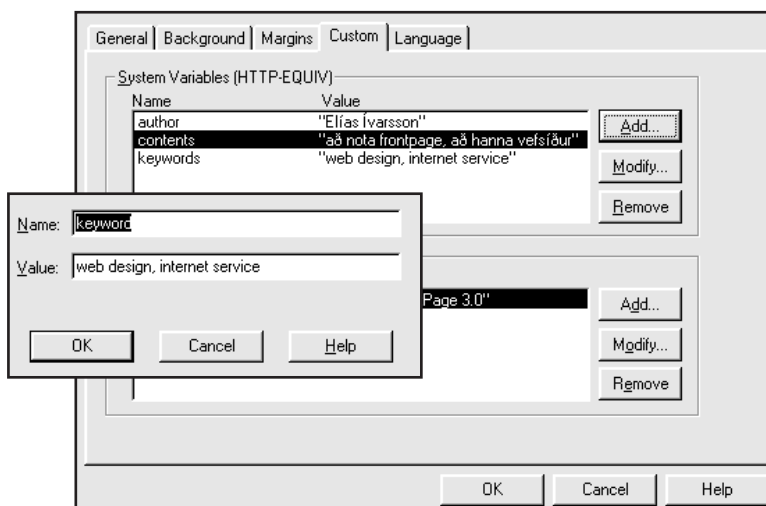 General Background Margins Custom Language
System Variables (HTTP-EQUIV)
Name Value
author "Elías Ívarsson"
contents "að nota frontpage, að hanna vefsíður"
keywords "web design, internet service"
Add...
Modify...
Remove
Name: keyword
Value: web design, internet service
OK Cancel Help
Page 3.0"
Add...
Modify...
Remove
OK Cancel Help